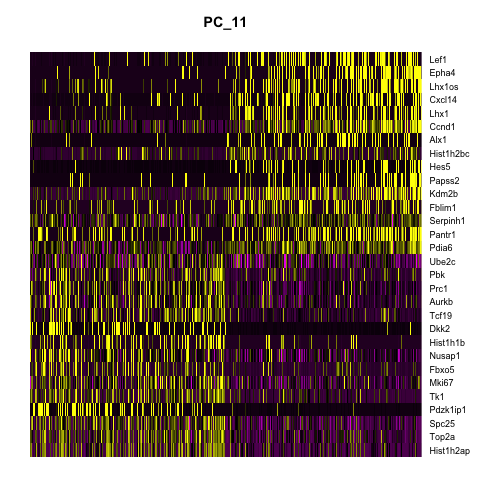 PC_11
Lef1
Epha4
Lhx1os
Cxcl14
Lhx1
Ccnd1
Alx1
Hist1h2bc
Hes5
Papss2
Kdm2b
Fblim1
Serpinh1
Pantr1
Pdia6
Ube2c
Pbk
Prc1
Aurkb
Tcf19
Dkk2
Hist1h1b
Nusap1
Fbxo5
Mki67
Tk1
Pdzk1ip1
Spc25
Top2a
Hist1h2ap